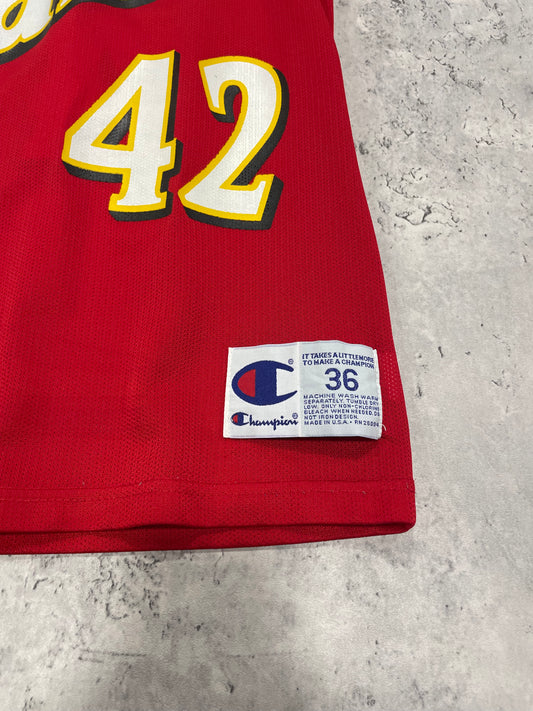 42
IT TAKES A LITTLE MORE
TO MAKE A CHAMPION
36
MACHINE WASH WARM
SEPARATELY, TUMBLE DRY
LOW. ONLY NON-CHLORINE
BLEACH WHEN NEEDED. DO
NOT IRON DESIGN.
MADE IN U.S.A. • RN
Champion